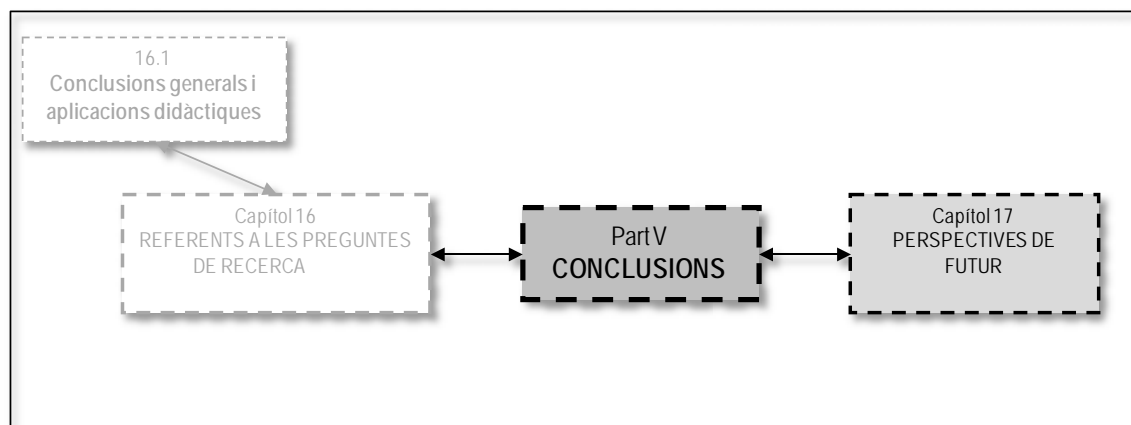 16.1
Conclusions generals i
aplicacions didàctiques
Capítol 16
REFERENTS A LES PREGUNTES
DE RECERCA
Part V
CONCLUSIONS
Capítol 17
PERSPECTIVES DE
FUTUR